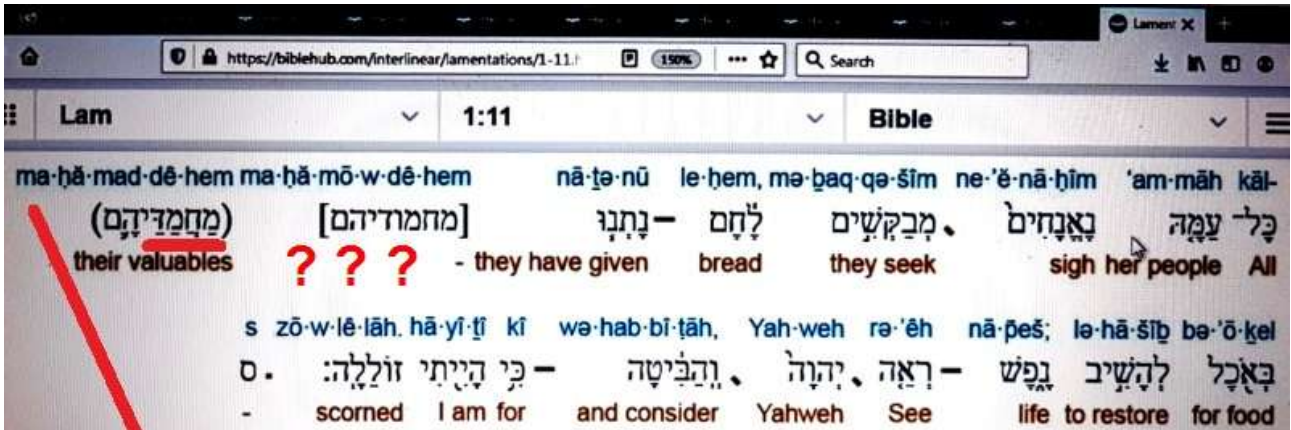 Lament X +
https://biblehub.com/interlinear/lamentations/1-11.h 150% ••• Search
Lam 1:11 Bible
ma·ḥă·mad·dê·hem ma·ḥă·mō·w·dê·hem nā·ṯə·nū le·ḥem, mə·ḇaq·qə·šîm ne·'ĕ·nā·ḥîm 'am·māh kāl-
כָּל־ עַמָּ֤הּ נֶאֱנָחִים֙ 、 מְבַקְּשִׁ֣ים לֶ֔חֶם – נָתְנ֧וּ [מחמודיהם] (מַחֲמַדֵּיהֶ֛ם)
their valuables ? ? ? - they have given bread they seek sigh her people All
s zō·w·lê·lāh. hā·yî·ṯî kî wə·hab·bî·ṭāh, Yah·weh rə·'êh nā·p̄eš; lə·hā·šîḇ bə·'ō·ḵel
בְּאֹ֖כֶל לְהָשִׁ֣יב נָ֑פֶשׁ – רְאֵ֤ה 、 יְהוָה֙ 、 וְֽהַבִּ֔יטָה – כִּ֥י הָיִ֖יתִי זוֹלֵלָֽה׃ . ס
- scorned I am for and consider Yahweh See life to restore for food